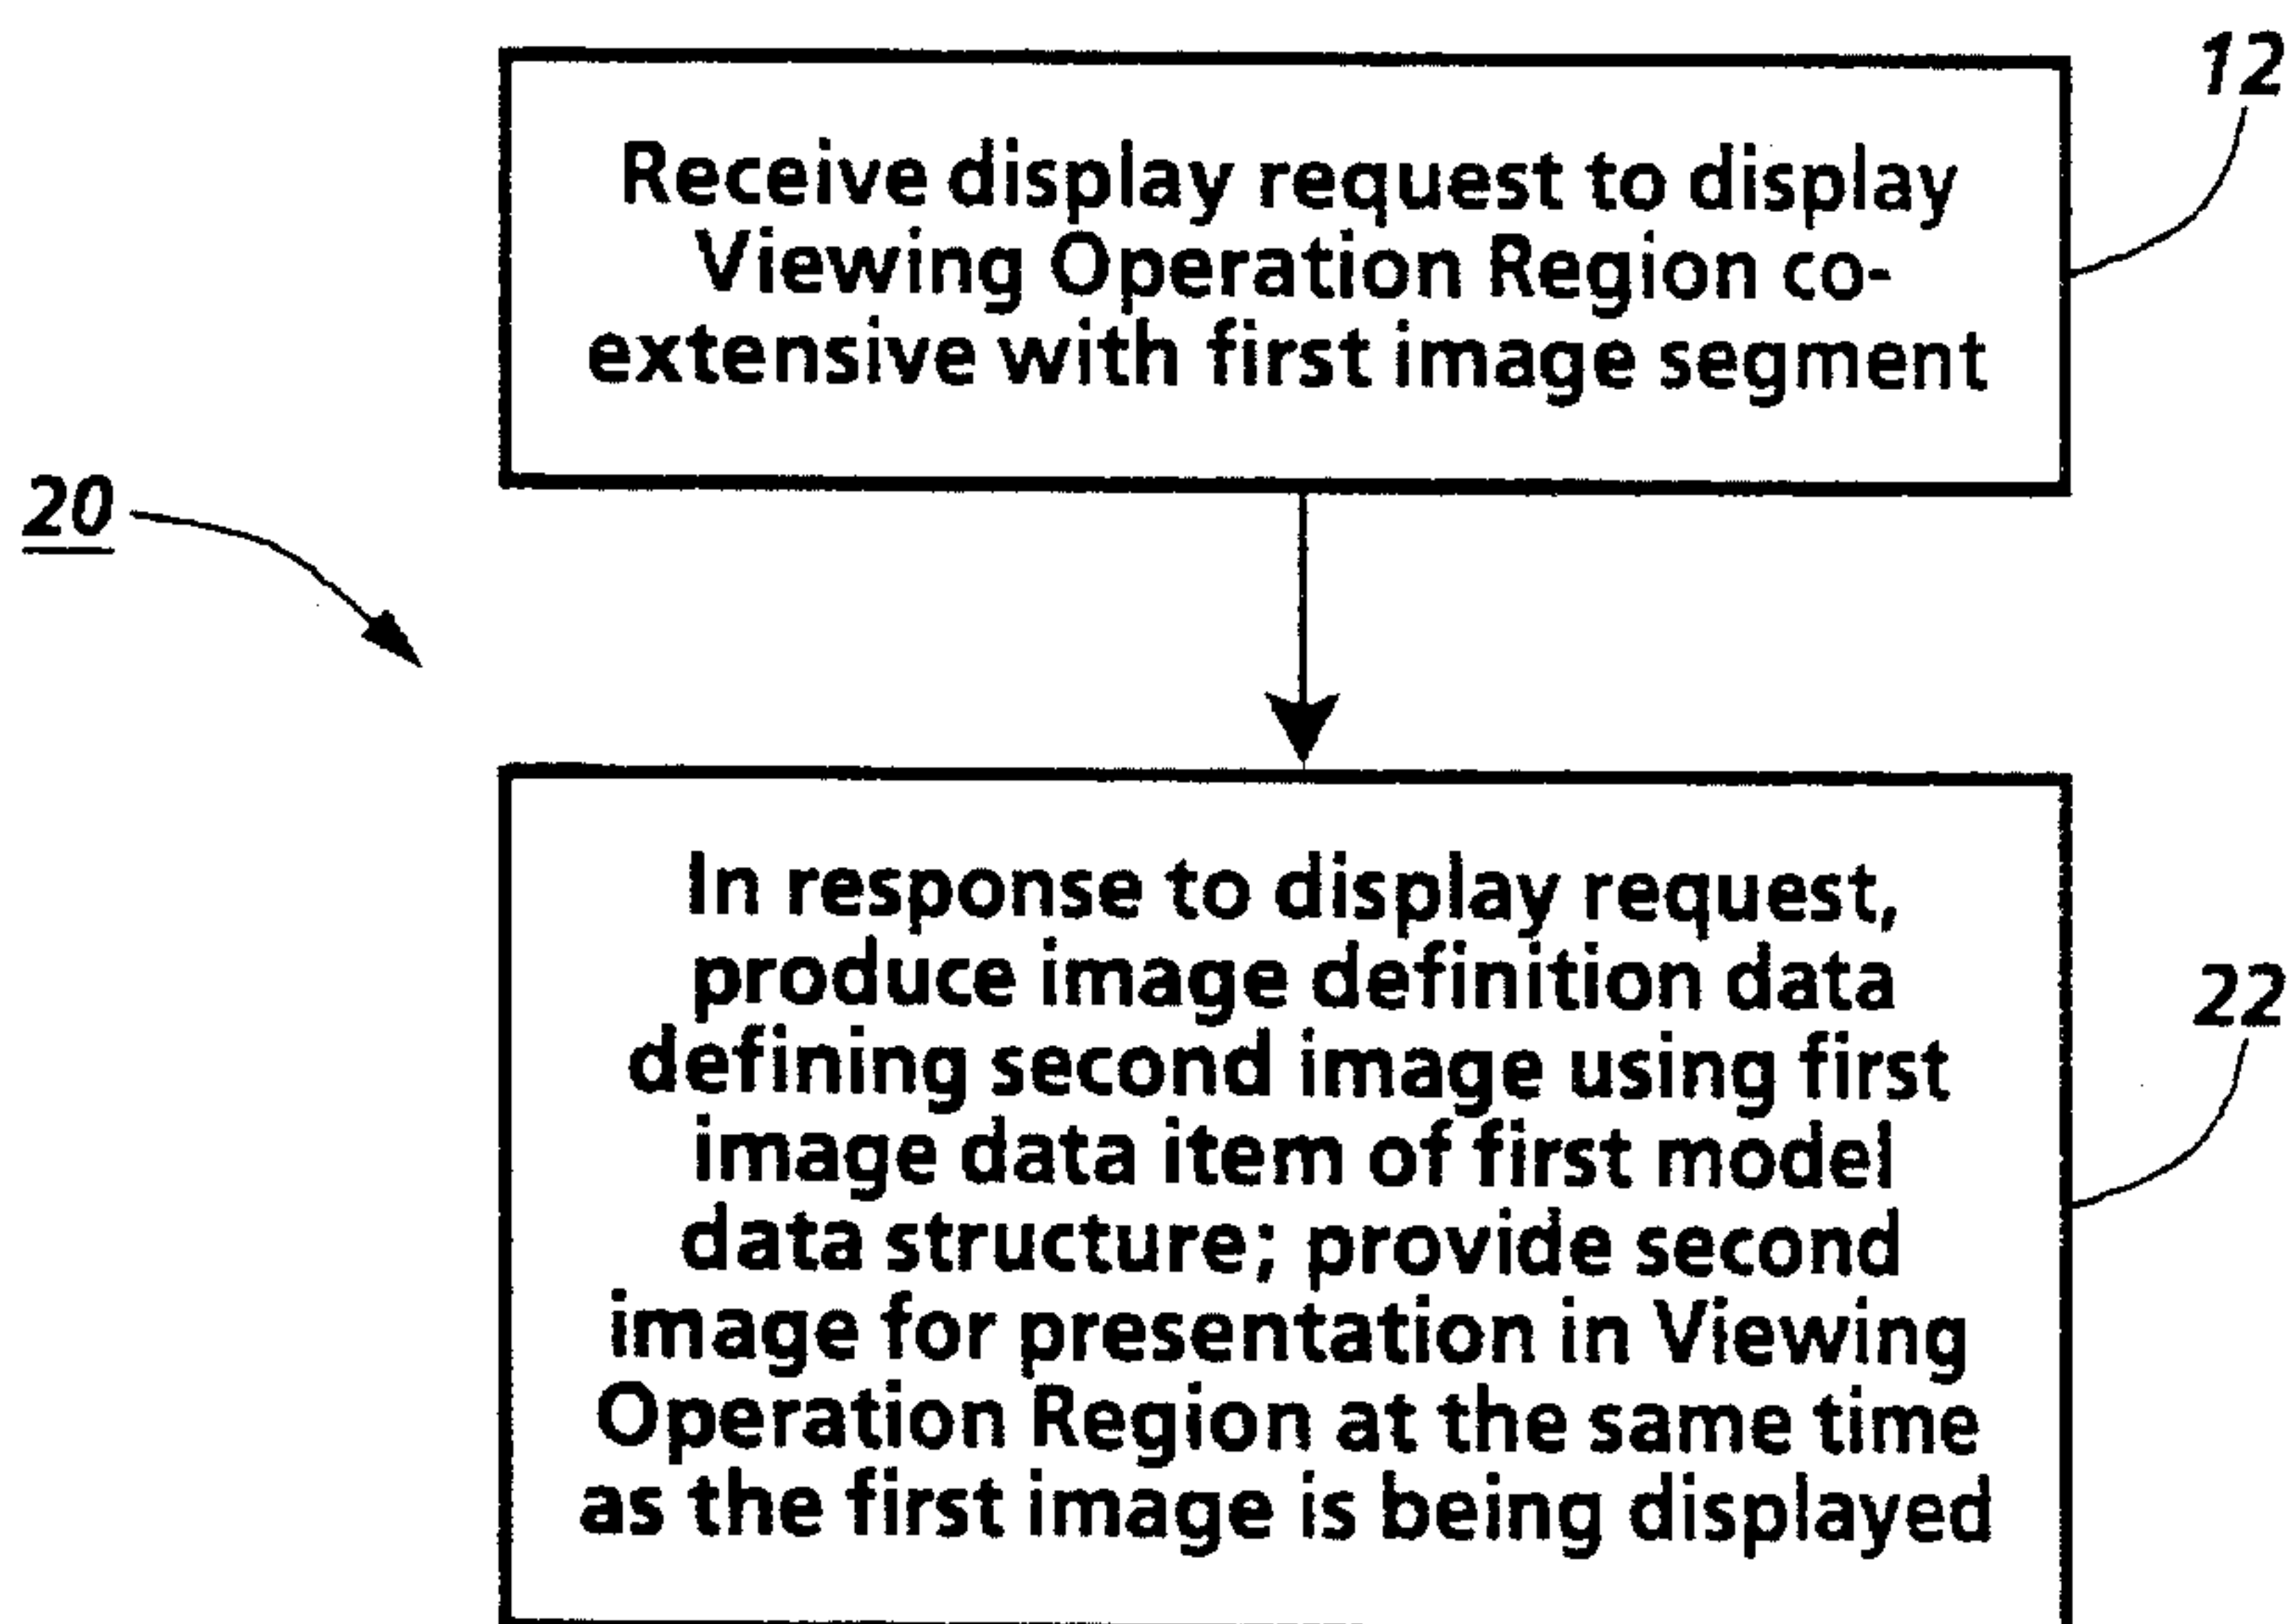 12
Receive display request to display
Viewing Operation Region co-
extensive with first image segment
20
In response to display request,
produce image definition data
defining second image using first
image data item of first model
data structure; provide second
image for presentation in Viewing
Operation Region at the same time
as the first image is being displayed
22